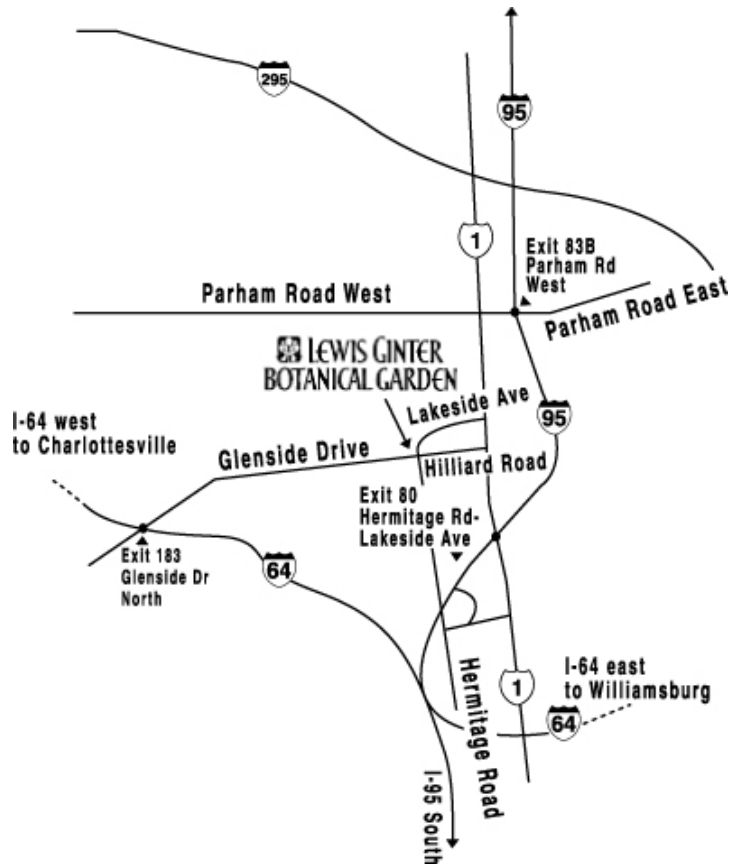 295
95
1
Exit 83B
Parham Rd
West
Parham Road West
Parham Road East
LEWIS GINTER
BOTANICAL GARDEN
Lakeside Ave
95
I-64 west
to Charlottesville
Glenside Drive
Hilliard Road
Exit 80
Hermitage Rd-
Lakeside Ave
Exit 183
Glenside Dr
North
64
Hermitage Road
I-64 east
to Williamsburg
1
64
I-95 South